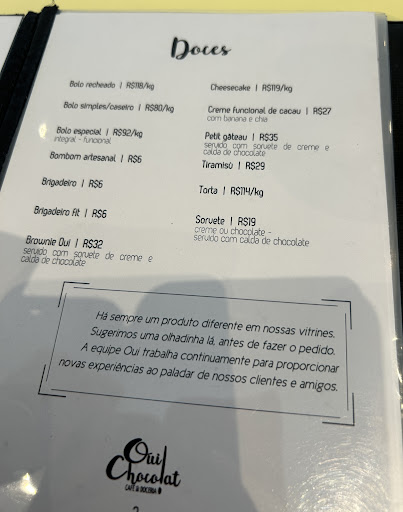 Doces
Bolo recheado | R$118/kg
Bolo simples/caseiro | R$80/kg
Bolo especial | R$92/kg
integral - funcional
Bombom artesanal | R$6
Brigadeiro | R$6
Brigadeiro fit | R$6
Brownie Oui | R$32
servido com sorvete de creme e
calda de chocolate
Cheesecake | R$119/kg
Creme funcional de cacau | R$27
com banana e chia
Petit gâteau | R$35
servido com sorvete de creme e
calda de chocolate
Tiramisú | R$29
Torta | R$114/kg
Sorvete | R$19
creme ou chocolate -
servido com calda de chocolate
Há sempre um produto diferente em nossas vitrines.
Sugerimos uma olhadinha lá, antes de fazer o pedido.
A equipe Oui trabalha continuamente para proporcionar
novas experiências ao paladar de nossos clientes e amigos.
Oui
Chocolat
CAFÉ & DOCERIA